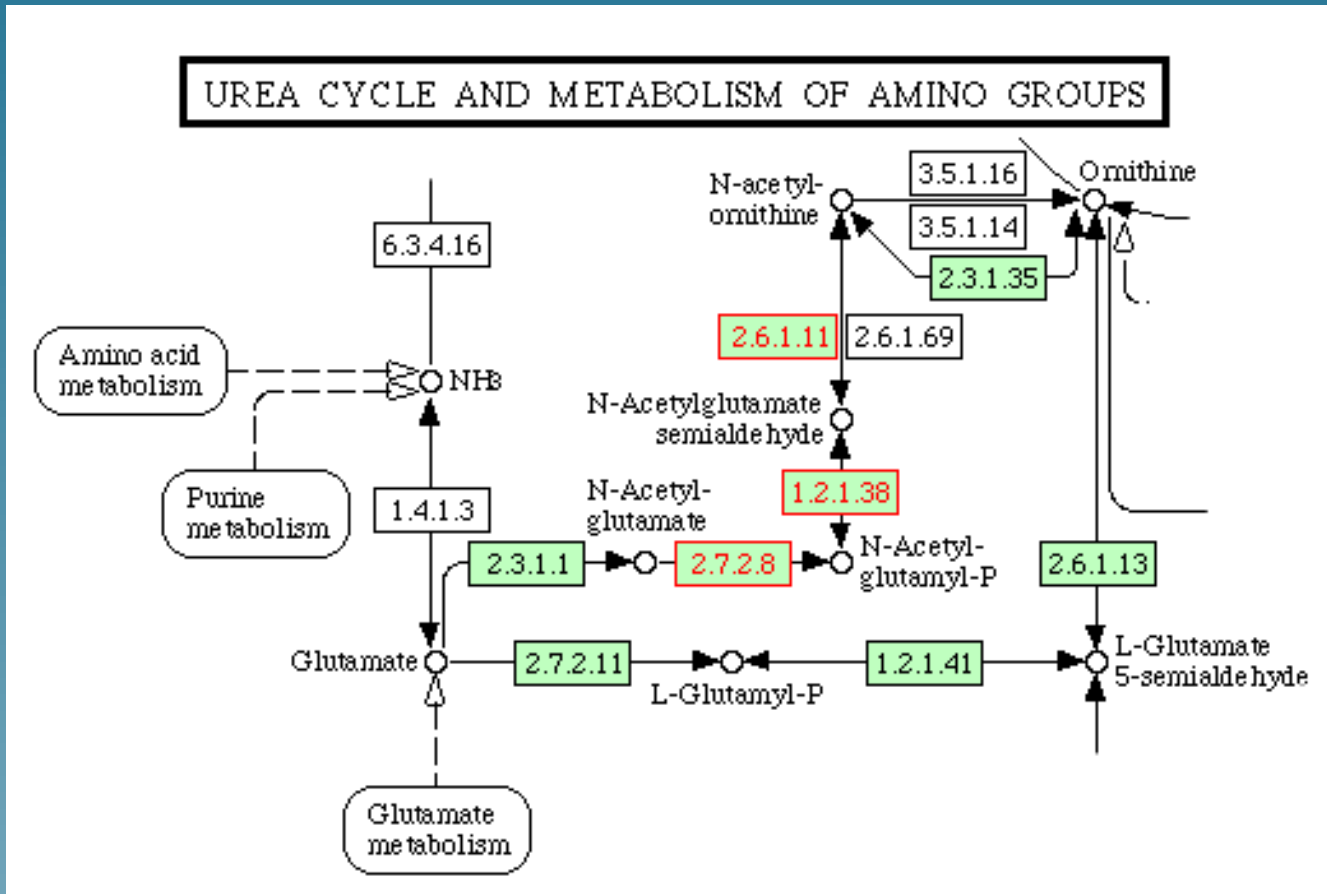 UREA CYCLE AND METABOLISM OF AMINO GROUPS
N-acetyl-
ornithine
3.5.1.16
Ornithine
3.5.1.14
2.3.1.35
6.3.4.16
2.6.1.11
2.6.1.69
Amino acid
metabolism
NH3
N-Acetylglutamate
semialdehyde
Purine
metabolism
1.4.1.3
N-Acetyl-
glutamate
1.2.1.38
2.3.1.1
2.7.2.8
N-Acetyl-
glutamyl-P
2.6.1.13
Glutamate
2.7.2.11
L-Glutamyl-P
1.2.1.41
L-Glutamate
5-semialdehyde
Glutamate
metabolism